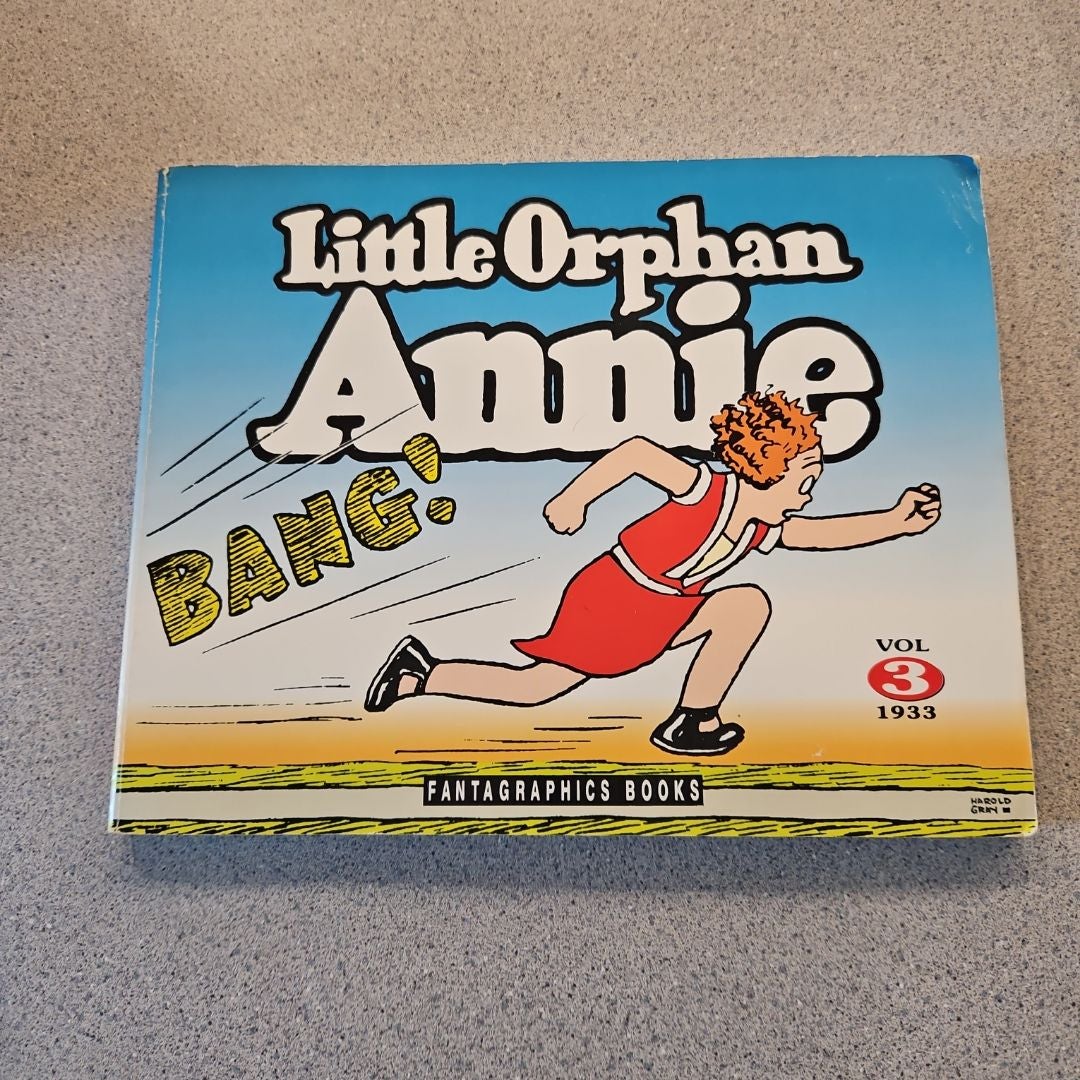 Little Orphan
Annie
BANG!
VOL
3
1933
FANTAGRAPHICS BOOKS
HAROLD
GRAY